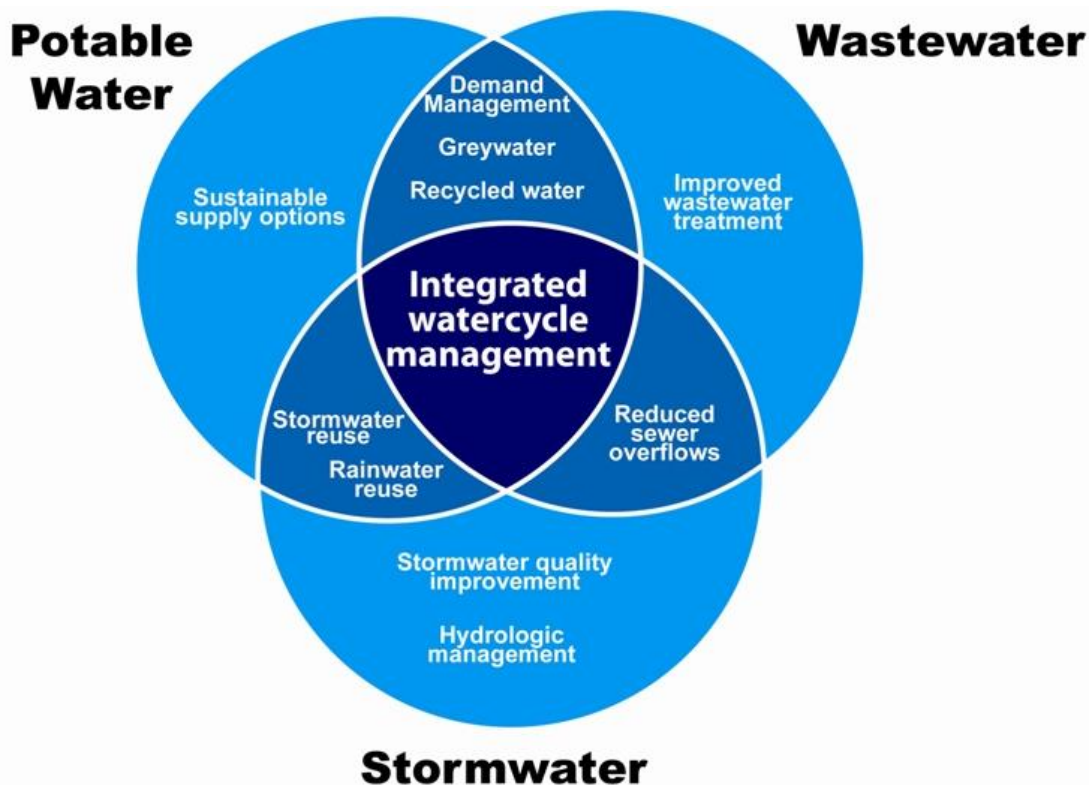 Potable
Water
Wastewater
Demand
Management
Greywater
Recycled water
Sustainable
supply options
Improved
wastewater
treatment
Integrated
watercycle
management
Stormwater
reuse
Rainwater
reuse
Reduced
sewer
overflows
Stormwater quality
improvement
Hydrologic
management
Stormwater